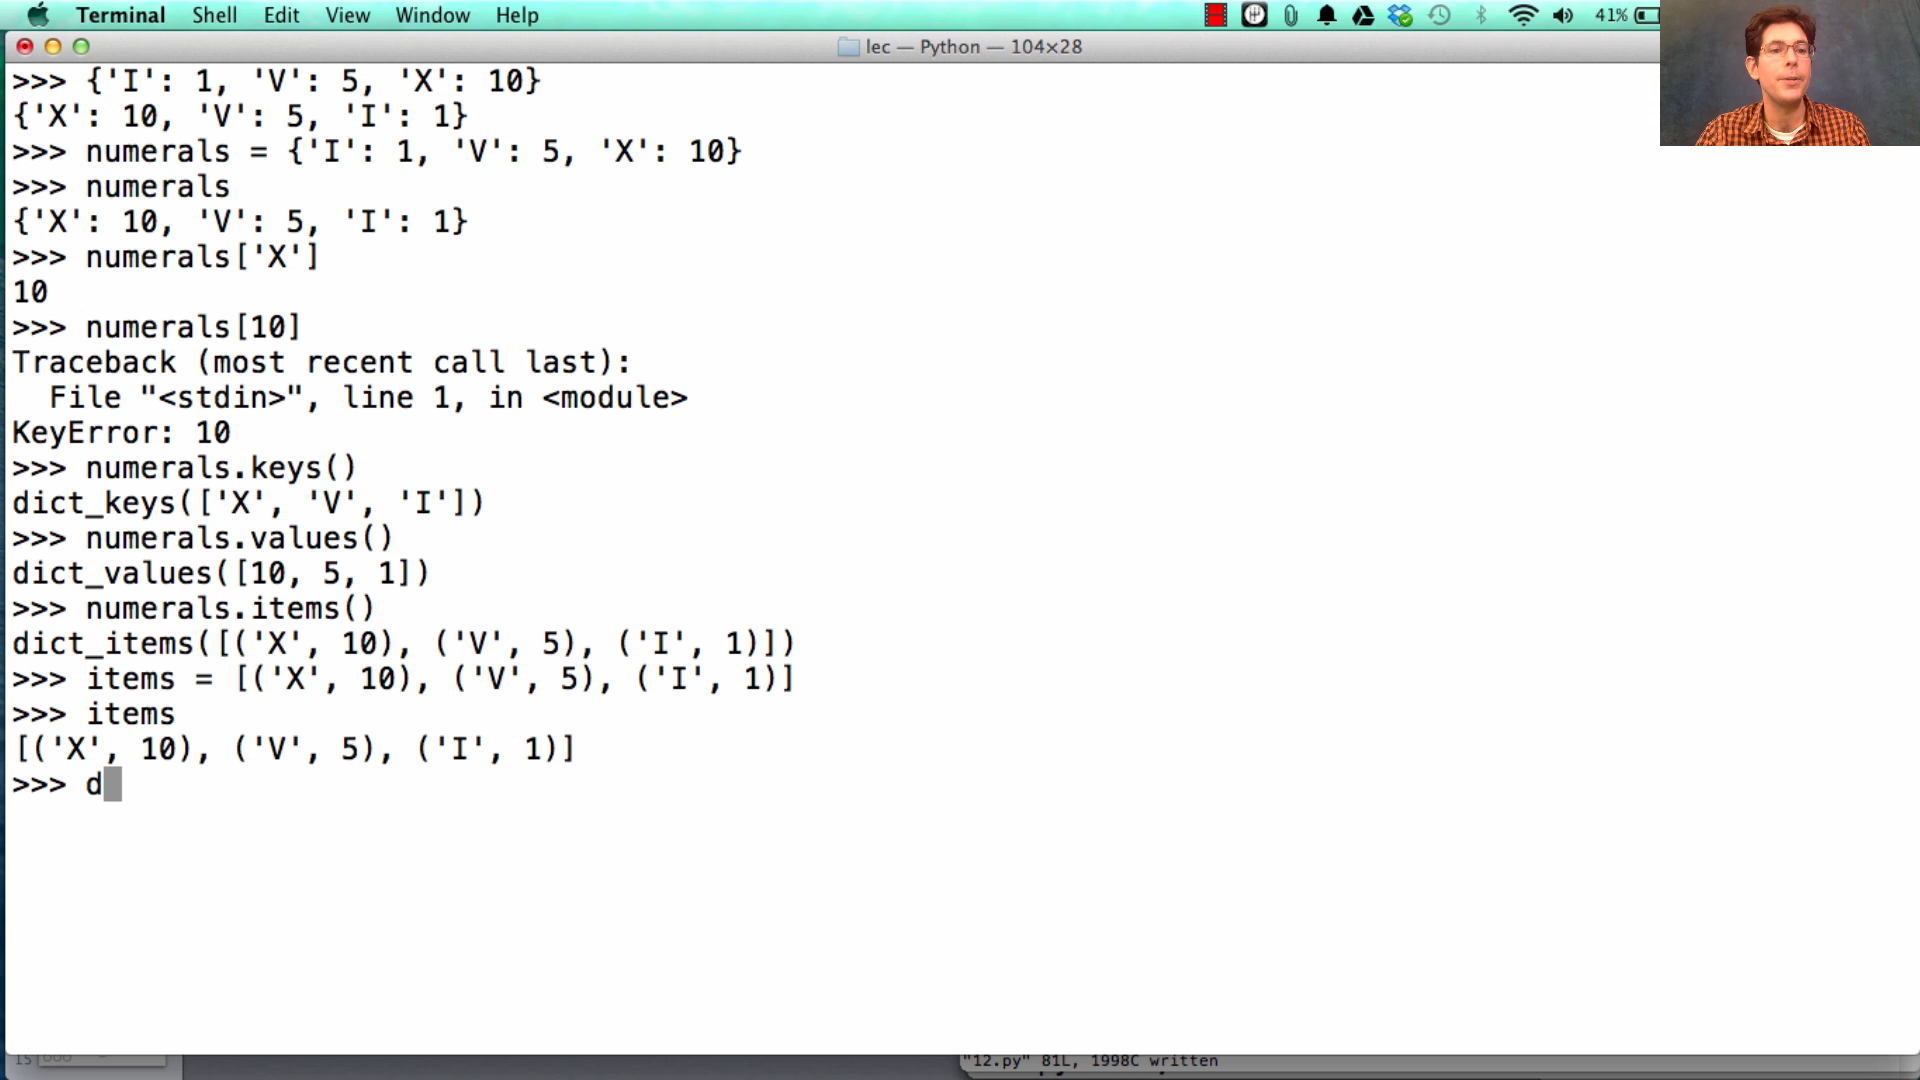 Terminal Shell Edit View Window Help 41%
lec — Python — 104×28
>>> {'I': 1, 'V': 5, 'X': 10}
{'X': 10, 'V': 5, 'I': 1}
>>> numerals = {'I': 1, 'V': 5, 'X': 10}
>>> numerals
{'X': 10, 'V': 5, 'I': 1}
>>> numerals['X']
10
>>> numerals[10]
Traceback (most recent call last):
  File "<stdin>", line 1, in <module>
KeyError: 10
>>> numerals.keys()
dict_keys(['X', 'V', 'I'])
>>> numerals.values()
dict_values([10, 5, 1])
>>> numerals.items()
dict_items([('X', 10), ('V', 5), ('I', 1)])
>>> items = [('X', 10), ('V', 5), ('I', 1)]
>>> items
[('X', 10), ('V', 5), ('I', 1)]
>>> d
15
"12.py" 81L, 1998C written